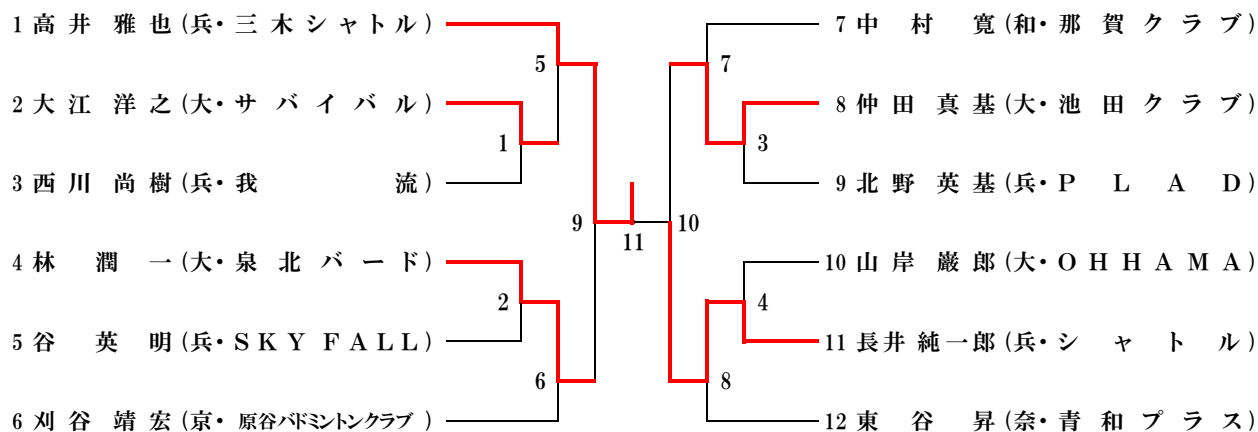 1 高井 雅也 (兵・三木シャトル)
2 大江洋之 (大・サバイバル)
3 西川尚樹 (兵・我 流)
4 林 潤一 (大・泉北バード)
5 谷 英明 (兵・SKY FALL)
6 刈谷靖宏 (京・原谷バドミントンクラブ)
5
1
9
2
6
11
7 中村 寛 (和・那賀クラブ)
8 仲田真基 (大・池田クラブ)
9 北野英基 (兵・PLAD)
10 山岸巌郎 (大・OHHAMA)
11 長井純一郎 (兵・シャトル)
12 東谷 昇 (奈・青和プラス)
7
3
10
4
8